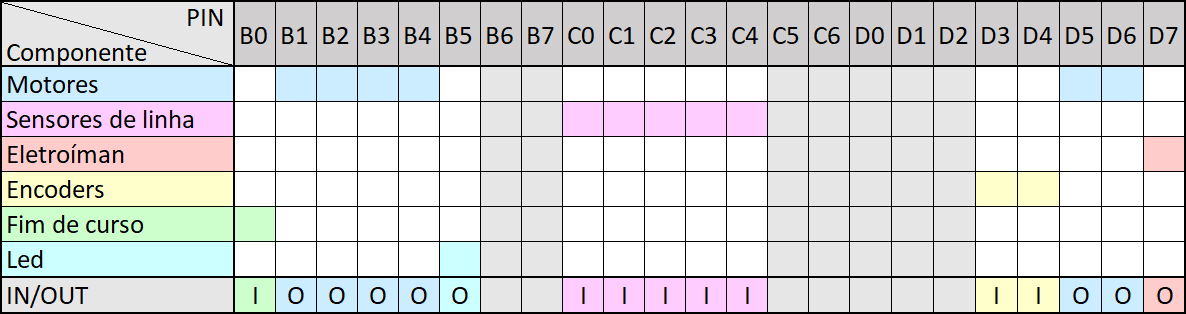 PIN
Componente
B0 B1 B2 B3 B4 B5 B6 B7 C0 C1 C2 C3 C4 C5 C6 D0 D1 D2 D3 D4 D5 D6 D7
Motores
Sensores de linha
Eletroíman
Encoders
Fim de curso
Led
IN/OUT I O O O O O I I I I I I I O O O